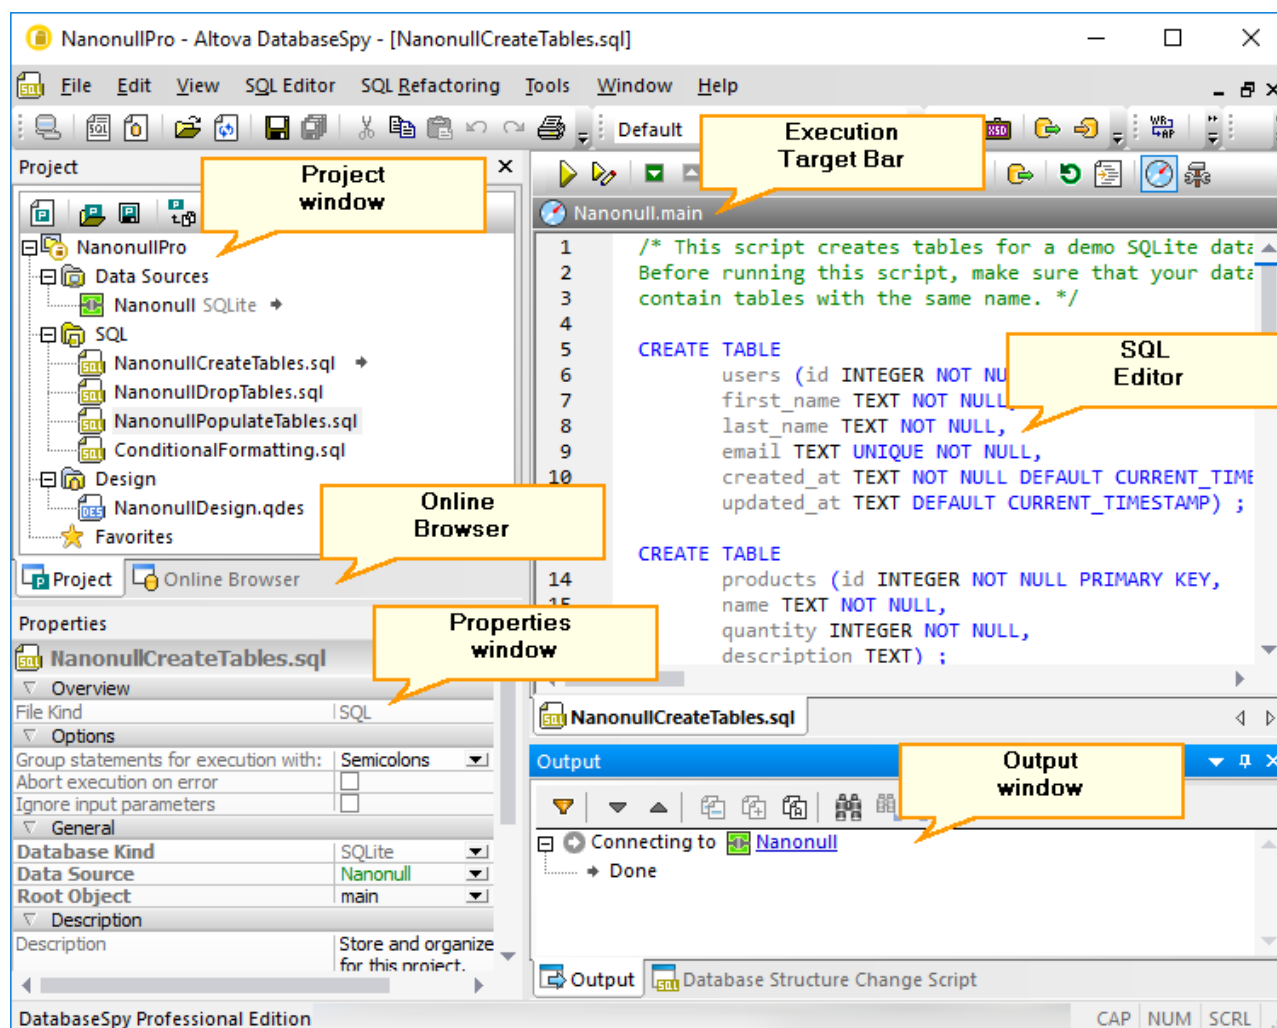 NanonullPro - Altova DatabaseSpy - [NanonullCreateTables.sql]
File Edit View SQL Editor SQL Refactoring Tools Window Help
Default
Execution
Target Bar
Project
Project
window
NanonullPro
Data Sources
Nanonull SQLite
SQL
NanonullCreateTables.sql
NanonullDropTables.sql
NanonullPopulateTables.sql
ConditionalFormatting.sql
Design
NanonullDesign.qdes
Favorites
Online
Browser
Project Online Browser
Nanonull.main
1 /* This script creates tables for a demo SQLite data
2 Before running this script, make sure that your data
3 contain tables with the same name. */
4
5 CREATE TABLE
6 users (id INTEGER NOT NU
7 first_name TEXT NOT NULL,
8 last_name TEXT NOT NULL,
9 email TEXT UNIQUE NOT NULL,
10 created_at TEXT NOT NULL DEFAULT CURRENT_TIME
updated_at TEXT DEFAULT CURRENT_TIMESTAMP) ;
CREATE TABLE
14 products (id INTEGER NOT NULL PRIMARY KEY,
15 name TEXT NOT NULL,
quantity INTEGER NOT NULL,
description TEXT) ;
SQL
Editor
NanonullCreateTables.sql
Properties
Properties
window
NanonullCreateTables.sql
Overview
File Kind SQL
Options
Group statements for execution with: Semicolons
Abort execution on error
Ignore input parameters
General
Database Kind SQLite
Data Source Nanonull
Root Object main
Description
Description Store and organize
for this project.
Output
Output
window
Connecting to Nanonull
Done
Output Database Structure Change Script
DatabaseSpy Professional Edition
CAP NUM SCRL